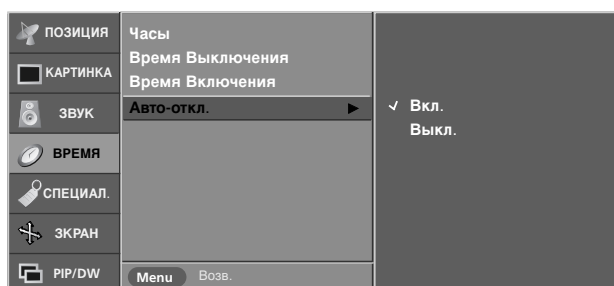 ПОЗИЦИЯ
КАРТИНКА
ЗВУК
ВРЕМЯ
СПЕЦИАЛ.
ЗКРАН
PIP/DW
Часы
Время Выключения
Время Включения
Авто-откл.
Menu Возв.
Вкл.
Выкл.